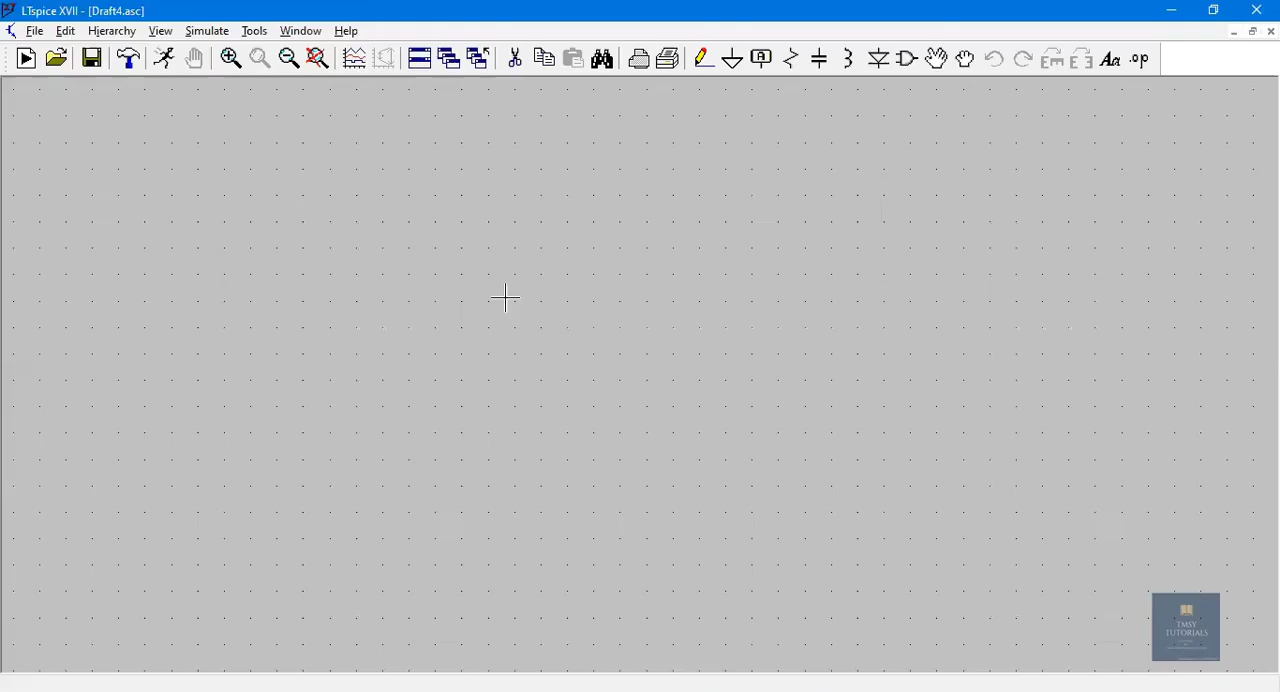 LTspice XVII - [Draft4.asc]
File Edit Hierarchy View Simulate Tools Window Help
A Aa .op
TMSY
TUTORIALS